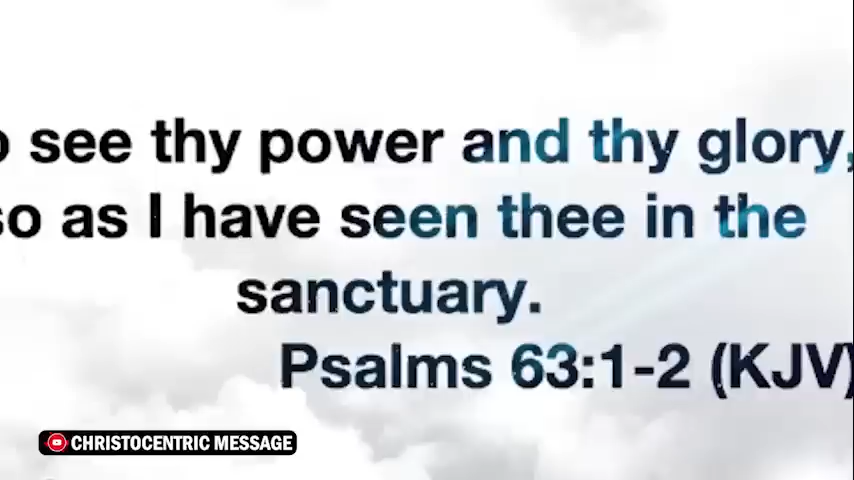 o see thy power and thy glory,
so as I have seen thee in the
sanctuary.
Psalms 63:1-2 (KJV)
CHRISTOCENTRIC MESSAGE